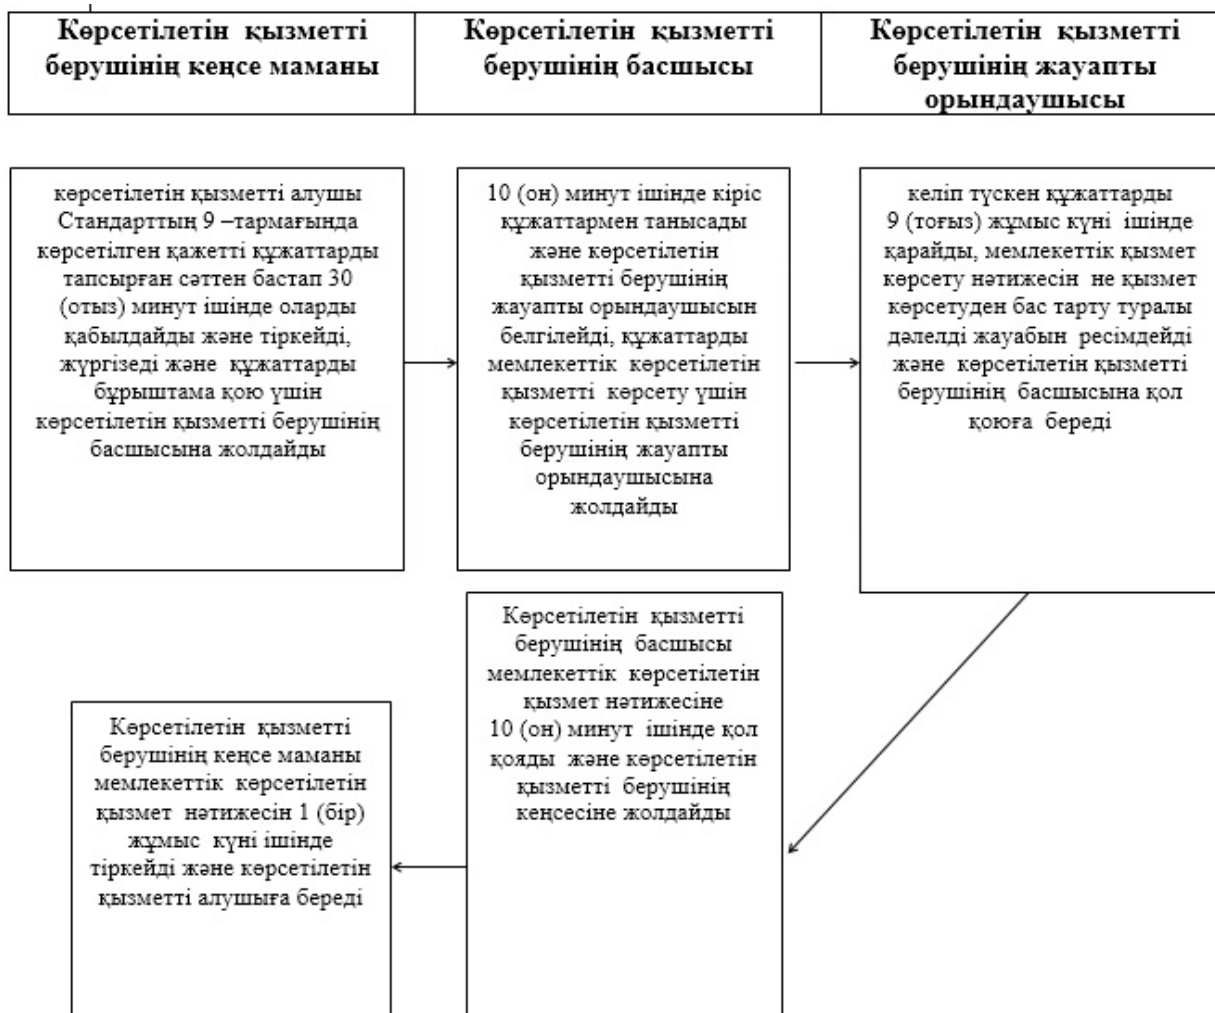 Көрсетілетін қызметті
берушінің кеңсе маманы
Көрсетілетін қызметті
берушінің басшысы
Көрсетілетін қызметті
берушінің жауапты
орындаушысы
көрсетілетін қызметті алушы
Стандарттың 9 –тармағында
көрсетілген қажетті құжаттарды
тапсырған сәттен бастап 30
(отыз) минут ішінде оларды
қабылдайды және тіркейді,
жүргізеді және құжаттарды
бұрыштама қою үшін
көрсетілетін қызметті берушінің
басшысына жолдайды
10 (он) минут ішінде кіріс
құжаттармен танысады
және көрсетілетін
қызметті берушінің
жауапты орындаушысын
белгілейді, құжаттарды
мемлекеттік көрсетілетін
қызметті көрсету үшін
көрсетілетін қызметті
берушінің жауапты
орындаушысына
жолдайды
келіп түскен құжаттарды
9 (тоғыз) жұмыс күні ішінде
қарайды, мемлекеттік қызмет
көрсету нәтижесін не қызмет
көрсетуден бас тарту туралы
дәлелді жауабын ресімдейді
және көрсетілетін қызметті
берушінің басшысына қол
қоюға береді
Көрсетілетін қызметті
берушінің басшысы
мемлекеттік көрсетілетін
қызмет нәтижесіне
10 (он) минут ішінде қол
қояды және көрсетілетін
қызметті берушінің
кеңсесіне жолдайды
Көрсетілетін қызметті
берушінің кеңсе маманы
мемлекеттік көрсетілетін
қызмет нәтижесін 1 (бір)
жұмыс күні ішінде
тіркейді және көрсетілетін
қызметті алушыға береді